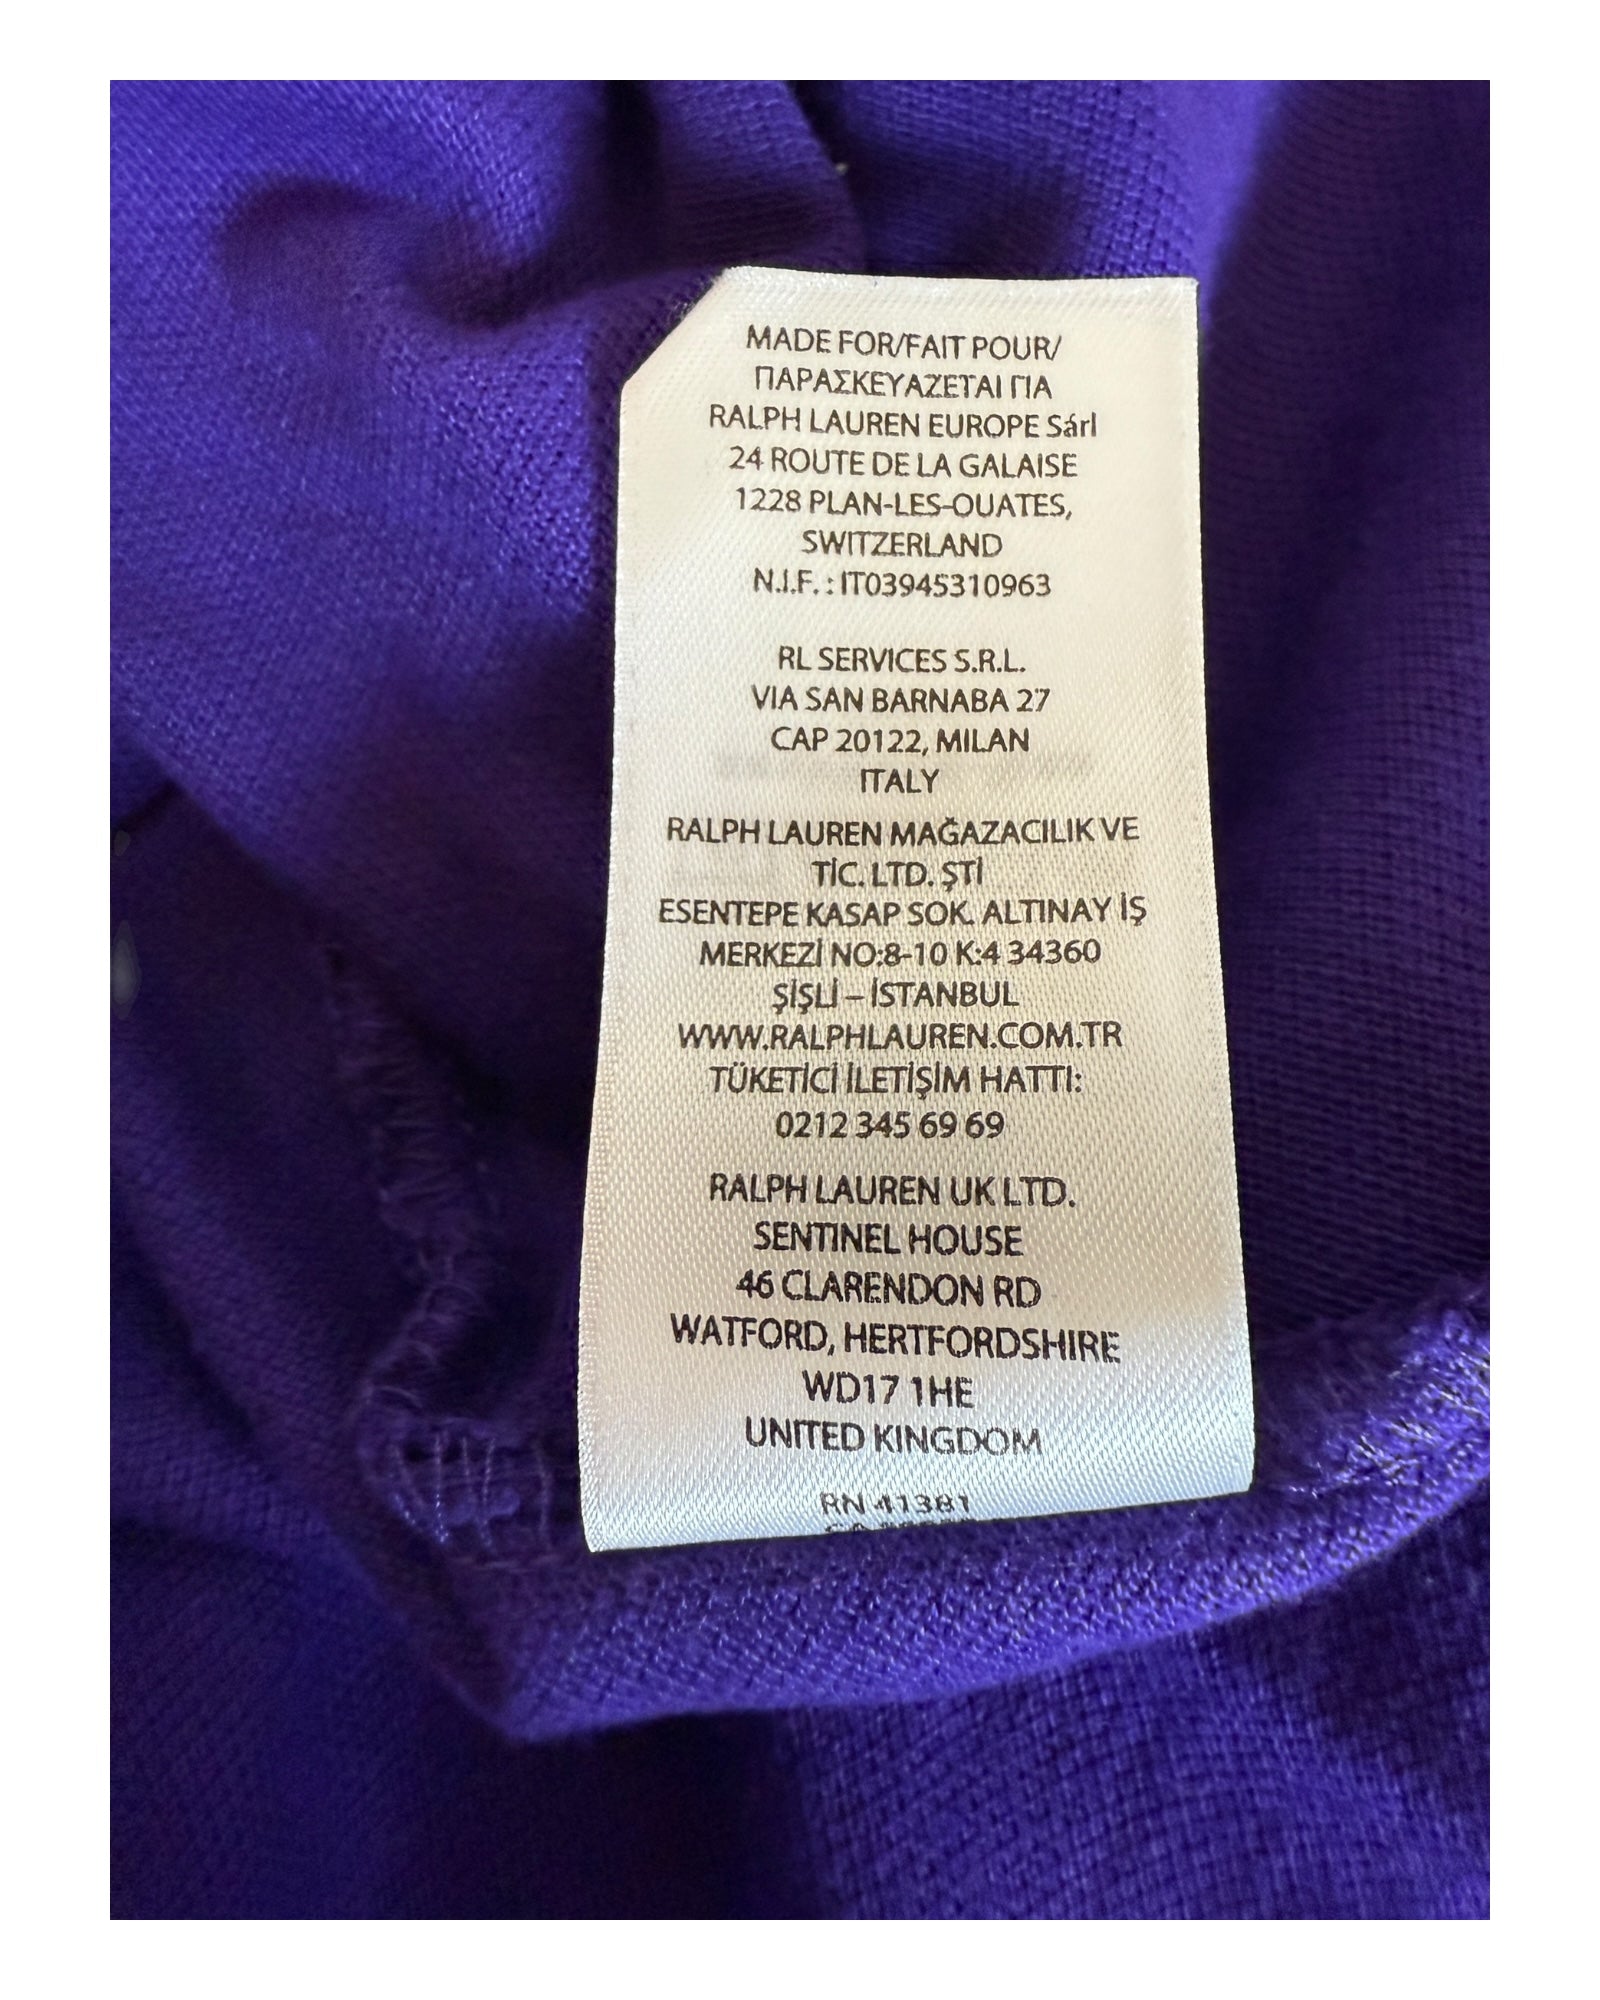 MADE FOR/FAIT POUR/
ΠΑΡΑΣΚΕΥΑΖΕΤΑΙ ΓΙΑ
RALPH LAUREN EUROPE Sárl
24 ROUTE DE LA GALAISE
1228 PLAN-LES-OUATES,
SWITZERLAND
N.I.F. : IT03945310963
RL SERVICES S.R.L.
VIA SAN BARNABA 27
CAP 20122, MILAN
ITALY
RALPH LAUREN MAĞAZACILIK VE
TİC. LTD. ŞTİ
ESENTEPE KASAP SOK. ALTINAY İŞ
MERKEZİ NO:8-10 K:4 34360
ŞİŞLİ – İSTANBUL
WWW.RALPHLAUREN.COM.TR
TÜKETİCİ İLETİŞİM HATTI:
0212 345 69 69
RALPH LAUREN UK LTD.
SENTINEL HOUSE
46 CLARENDON RD
WATFORD, HERTFORDSHIRE
WD17 1HE
UNITED KINGDOM
RN 41381